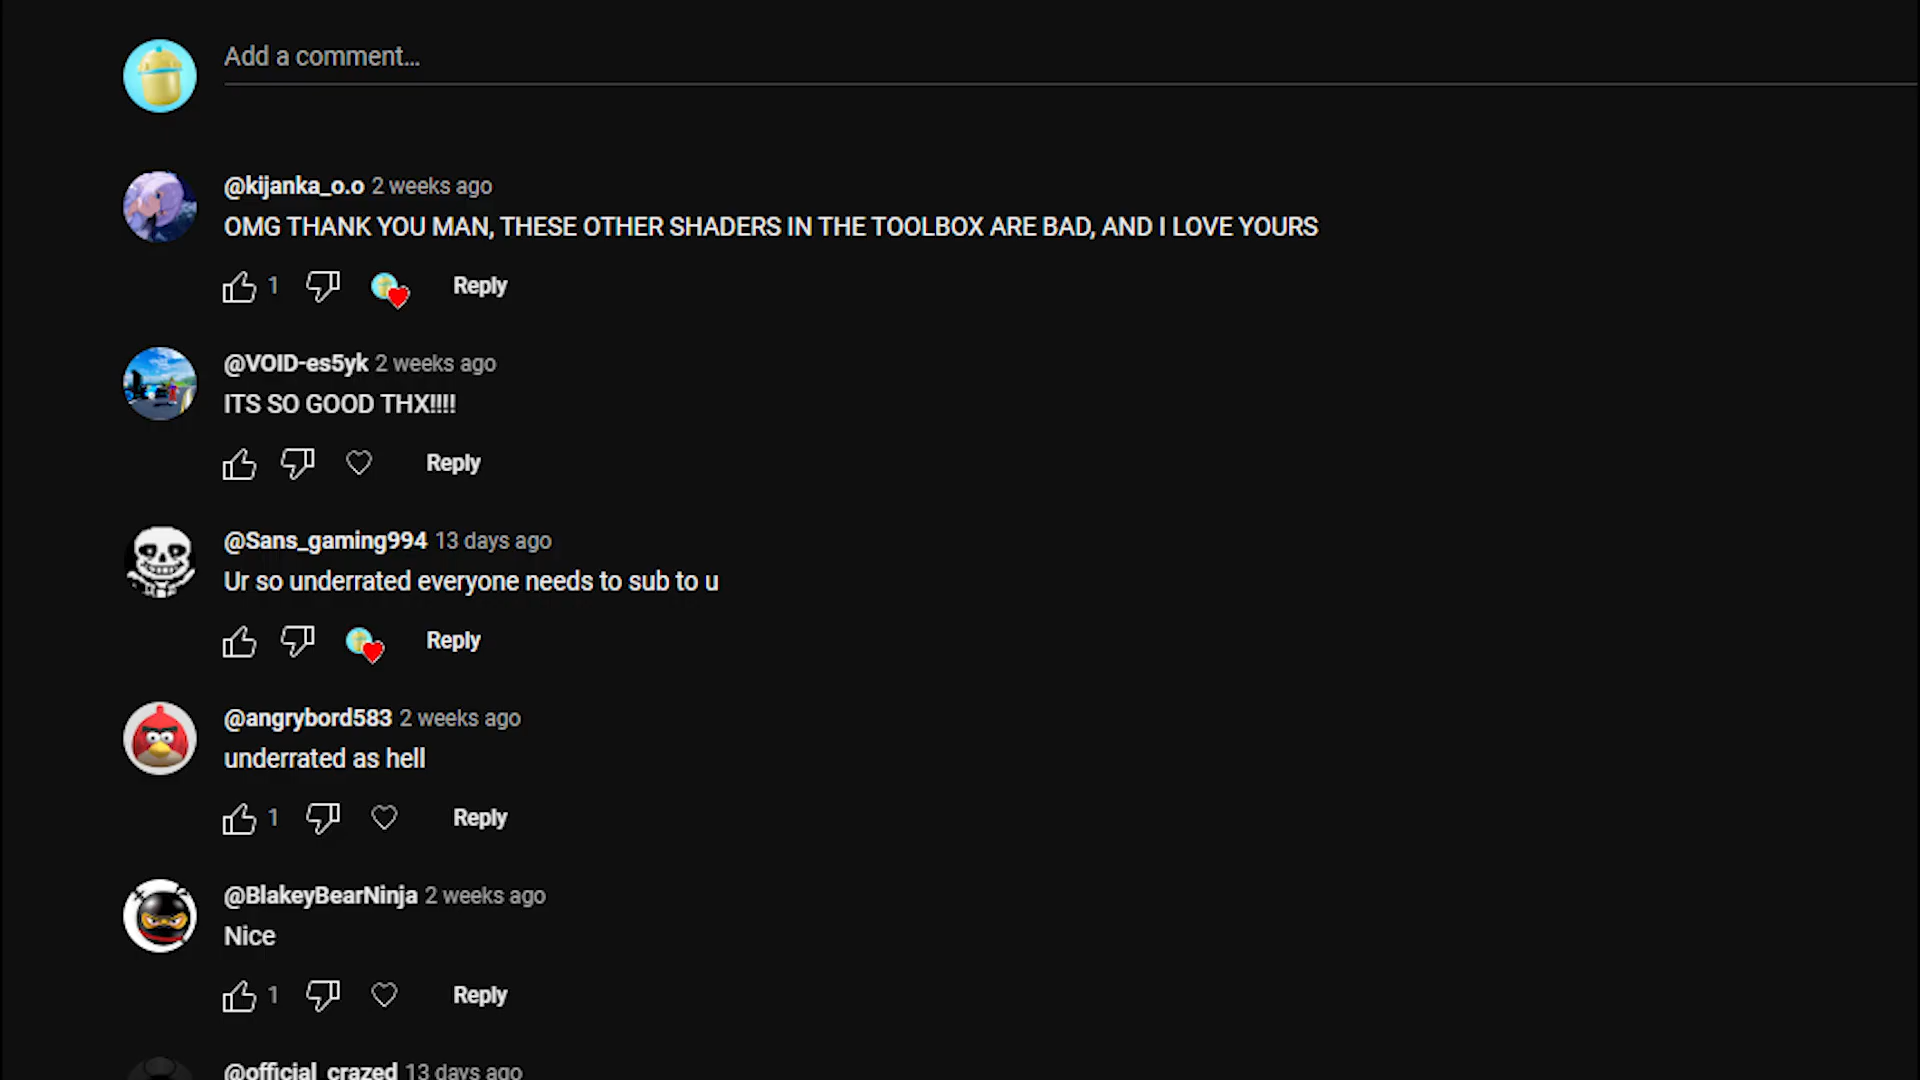 Add a comment...
@kijanka_o.o 2 weeks ago
OMG THANK YOU MAN, THESE OTHER SHADERS IN THE TOOLBOX ARE BAD, AND I LOVE YOURS
1 Reply
@VOID-es5yk 2 weeks ago
ITS SO GOOD THX!!!!
Reply
@Sans_gaming994 13 days ago
Ur so underrated everyone needs to sub to u
Reply
@angrybord583 2 weeks ago
underrated as hell
1 Reply
@BlakeyBearNinja 2 weeks ago
Nice
1 Reply
@official_crazed 13 days ago